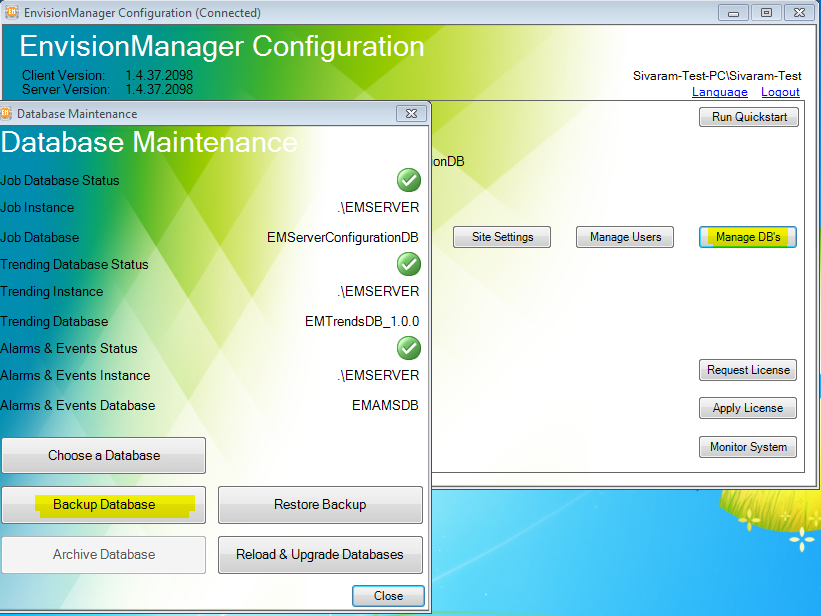 EnvisionManager Configuration (Connected)
EnvisionManager Configuration
Client Version: 1.4.37.2098
Server Version: 1.4.37.2098
Sivaram-Test-PC\Sivaram-Test
Language Logout
Run Quickstart
onDB
Site Settings Manage Users Manage DB's
Request License
Apply License
Monitor System
Database Maintenance
Database Maintenance
Job Database Status
Job Instance .\EMSERVER
Job Database EMServerConfigurationDB
Trending Database Status
Trending Instance .\EMSERVER
Trending Database EMTrendsDB_1.0.0
Alarms & Events Status
Alarms & Events Instance .\EMSERVER
Alarms & Events Database EMAMSDB
Choose a Database
Backup Database Restore Backup
Archive Database Reload & Upgrade Databases
Close